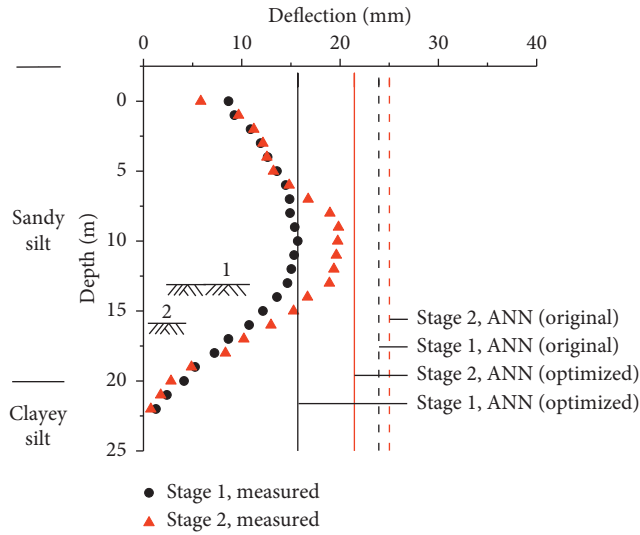 Deflection (mm)
0 10 20 30 40
0
5
10
15
20
25
Depth (m)
Sandy
silt
Clayey
silt
1
2
Stage 2, ANN (original)
Stage 1, ANN (original)
Stage 2, ANN (optimized)
Stage 1, ANN (optimized)
Stage 1, measured
Stage 2, measured